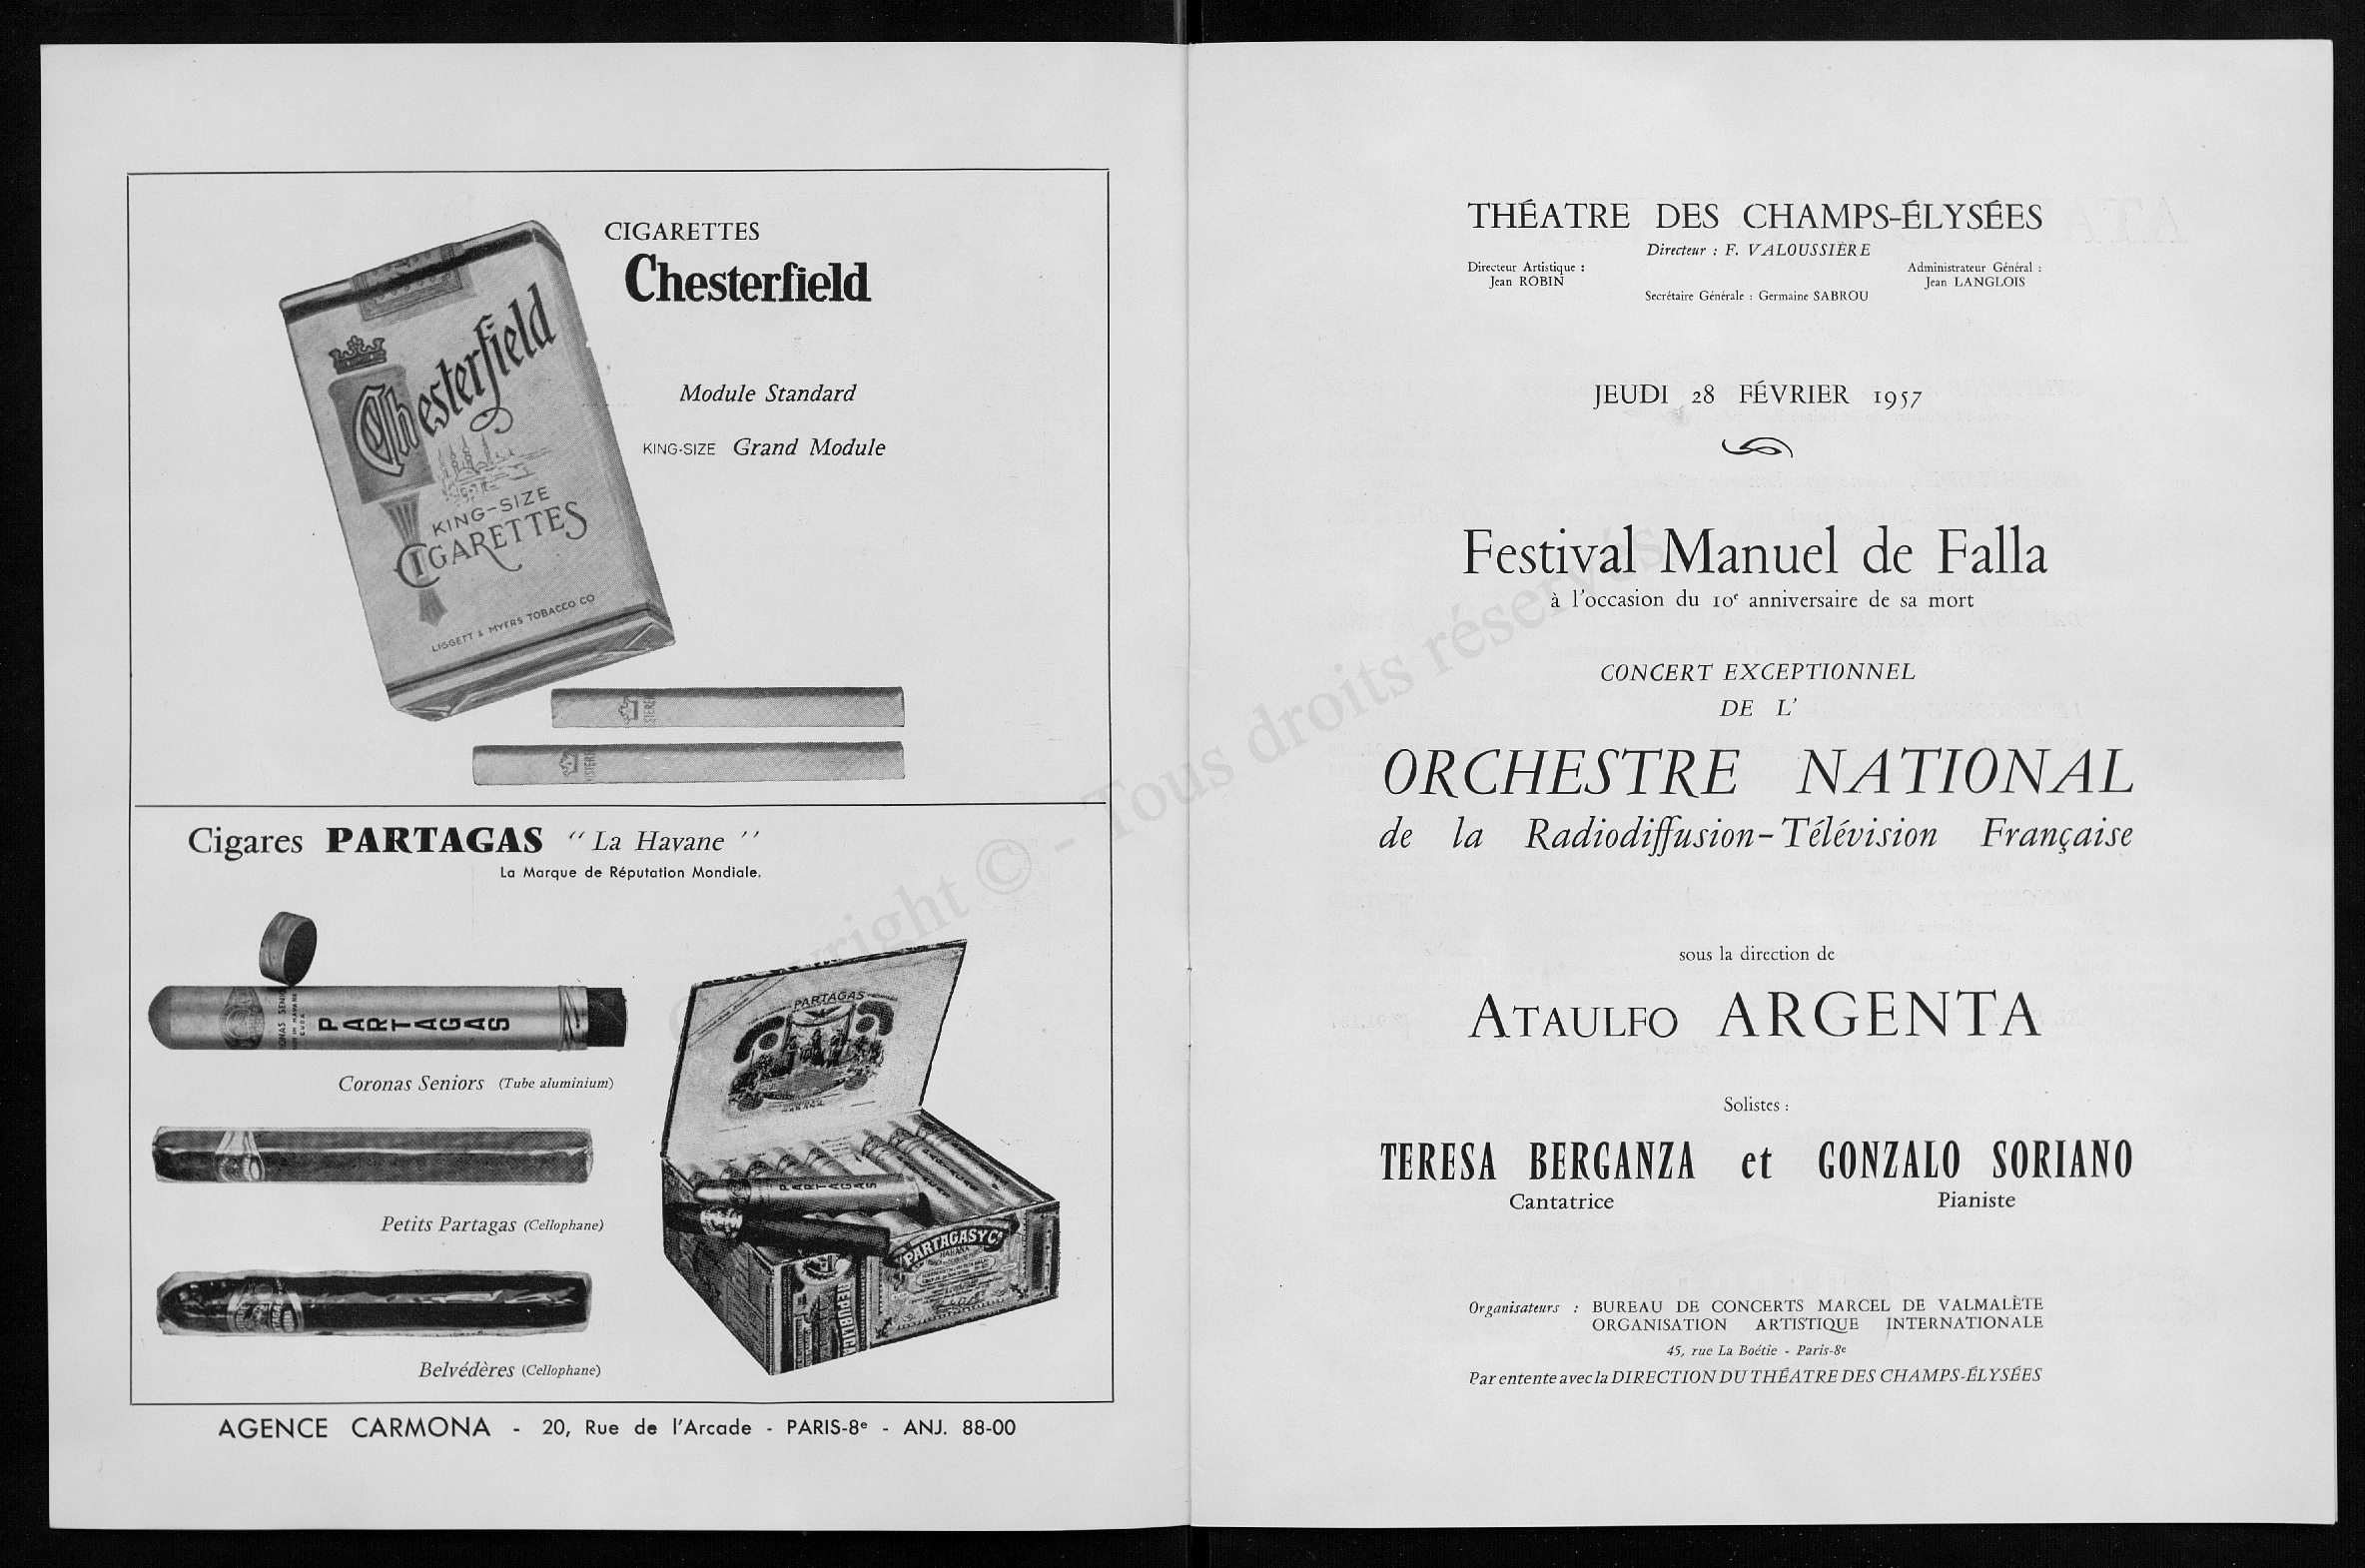 CIGARETTES
Chesterfield
Chesterfield
KING-SIZE
CIGARETTES
LIGGETT & MYERS TOBACCO CO
Module Standard
KING-SIZE Grand Module
Cigares PARTAGAS “ La Havane ”
La Marque de Réputation Mondiale.
PARTAGAS
Coronas Seniors (Tube aluminium)
Petits Partagas (Cellophane)
Belvédères (Cellophane)
PARTAGAS
PARTAGAS
PARTAGAS Y Cª
HABANA
AGENCE CARMONA - 20, Rue de l'Arcade - PARIS-8e - ANJ. 88-00
THÉATRE DES CHAMPS-ÉLYSÉES
Directeur : F. VALOUSSIÈRE
Directeur Artistique :
Jean ROBIN
Administrateur Général :
Jean LANGLOIS
Secrétaire Générale : Germaine SABROU
JEUDI 28 FÉVRIER 1957
Festival Manuel de Falla
à l'occasion du 10e anniversaire de sa mort
CONCERT EXCEPTIONNEL
DE L'
ORCHESTRE NATIONAL
de la Radiodiffusion-Télévision Française
sous la direction de
ATAULFO ARGENTA
Solistes :
TERESA BERGANZA et GONZALO SORIANO
Cantatrice
Pianiste
Organisateurs : BUREAU DE CONCERTS MARCEL DE VALMALÈTE
ORGANISATION ARTISTIQUE INTERNATIONALE
45, rue La Boétie - Paris-8e
Par entente avec la DIRECTION DU THÉATRE DES CHAMPS-ÉLYSÉES
Copyright © - Tous droits réservés